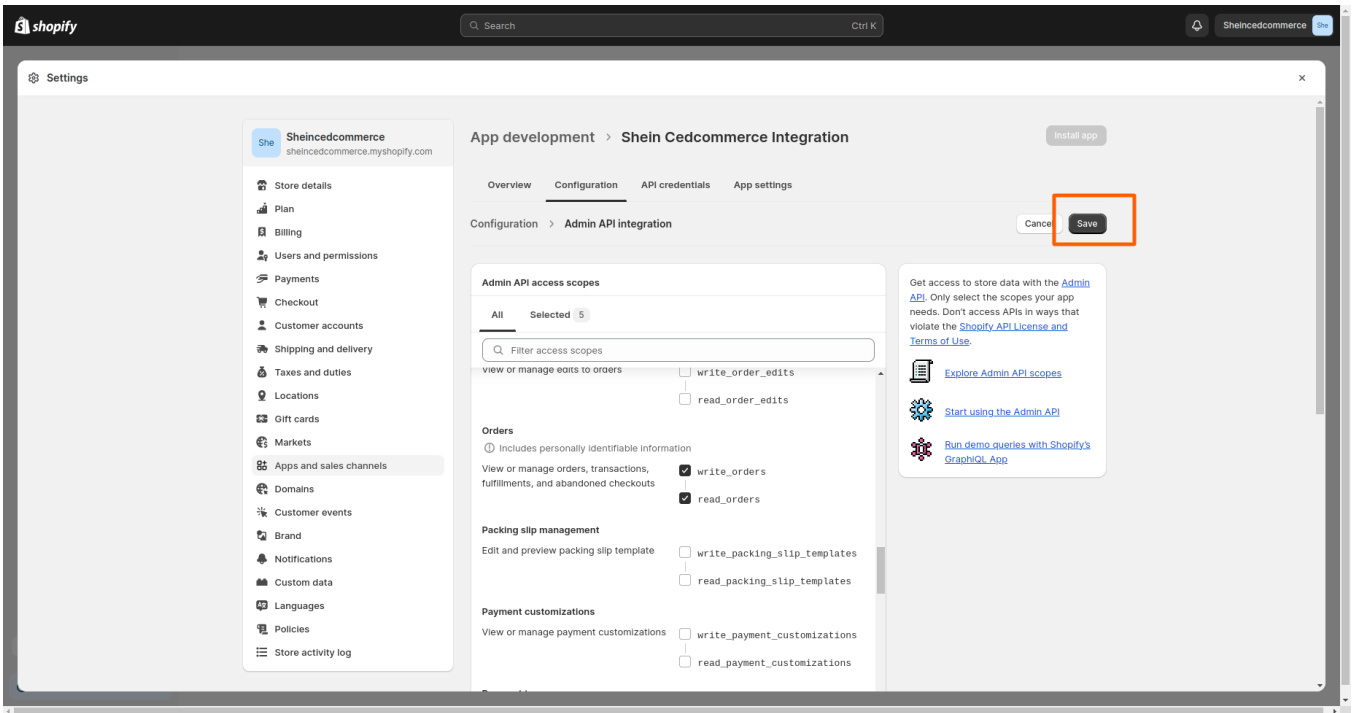 shopify
Search
Ctrl K
Sheincedcommerce
She
Settings
She
Sheincedcommerce
sheincedcommerce.myshopify.com
Store details
Plan
Billing
Users and permissions
Payments
Checkout
Customer accounts
Shipping and delivery
Taxes and duties
Locations
Gift cards
Markets
Apps and sales channels
Domains
Customer events
Brand
Notifications
Custom data
Languages
Policies
Store activity log
App development > Shein Cedcommerce Integration
Install app
Overview Configuration API credentials App settings
Configuration > Admin API integration
Cancel Save
Admin API access scopes
All Selected 5
Filter access scopes
View or manage edits to orders
write_order_edits
read_order_edits
Orders
Includes personally identifiable information
View or manage orders, transactions,
fulfillments, and abandoned checkouts
write_orders
read_orders
Packing slip management
Edit and preview packing slip template
write_packing_slip_templates
read_packing_slip_templates
Payment customizations
View or manage payment customizations
write_payment_customizations
read_payment_customizations
Get access to store data with the Admin
API. Only select the scopes your app
needs. Don't access APIs in ways that
violate the Shopify API License and
Terms of Use.
Explore Admin API scopes
Start using the Admin API
Run demo queries with Shopify's
GraphiQL App